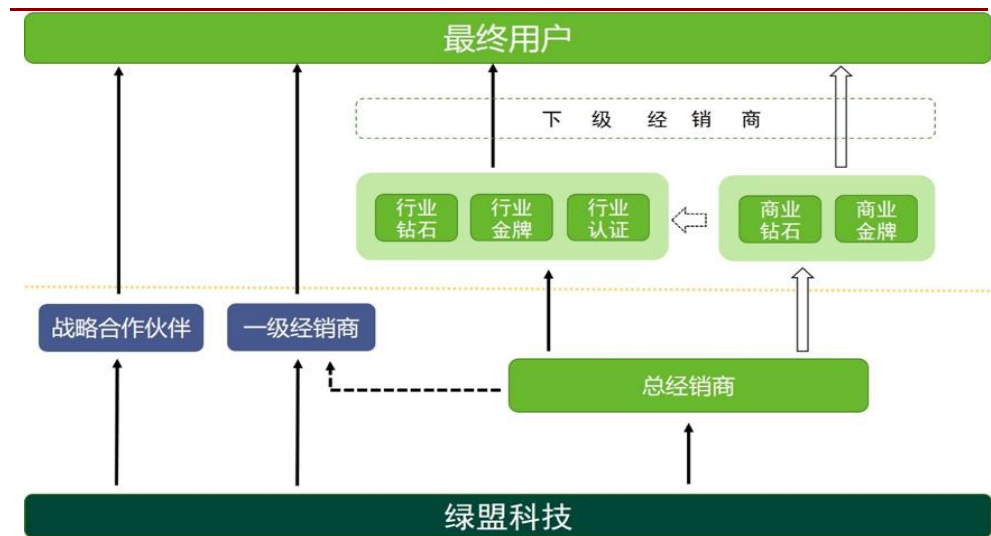 最终用户
下级经销商
行业
钻石
行业
金牌
行业
认证
商业
钻石
商业
金牌
战略合作伙伴
一级经销商
总经销商
绿盟科技